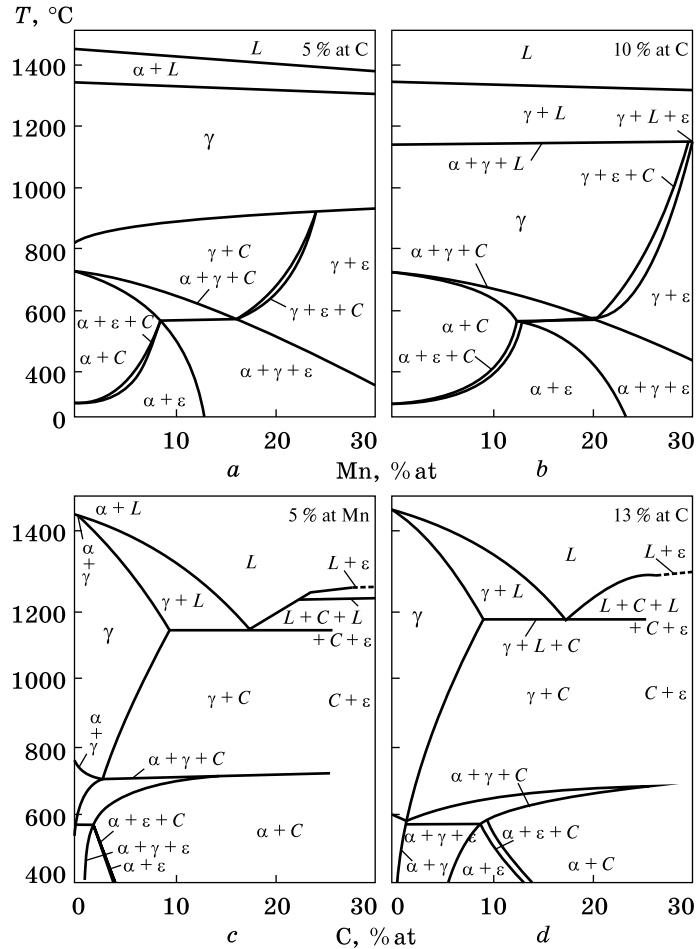 T, °C
L
5 % at C
α + L
γ
γ + C
α + γ + C
γ + ε
γ + ε + C
α + ε + C
α + C
α + ε
α + γ + ε
1400
1200
1000
800
600
400
0
10
20
30
a
L
10 % at C
γ + L
γ + L + ε
α + γ + L
γ + ε + C
γ
α + γ + C
γ + ε
α + C
α + ε + C
α + ε
α + γ + ε
10
20
30
b
Mn, % at
α + L
5 % at Mn
α
+
γ
L
L + ε
γ + L
L + C + L
+ C + ε
γ
γ + C
C + ε
α
+
γ
α + γ + C
α + ε + C
α + C
α + γ + ε
α + ε
1400
1200
1000
800
600
400
0
10
20
30
c
13 % at C
L
L + ε
γ + L
L + C + L
+ C + ε
γ
γ + L + C
γ + C
C + ε
α + γ + C
α + γ + ε
α + ε + C
α + γ
α + ε
α + C
0
10
20
30
d
C, % at